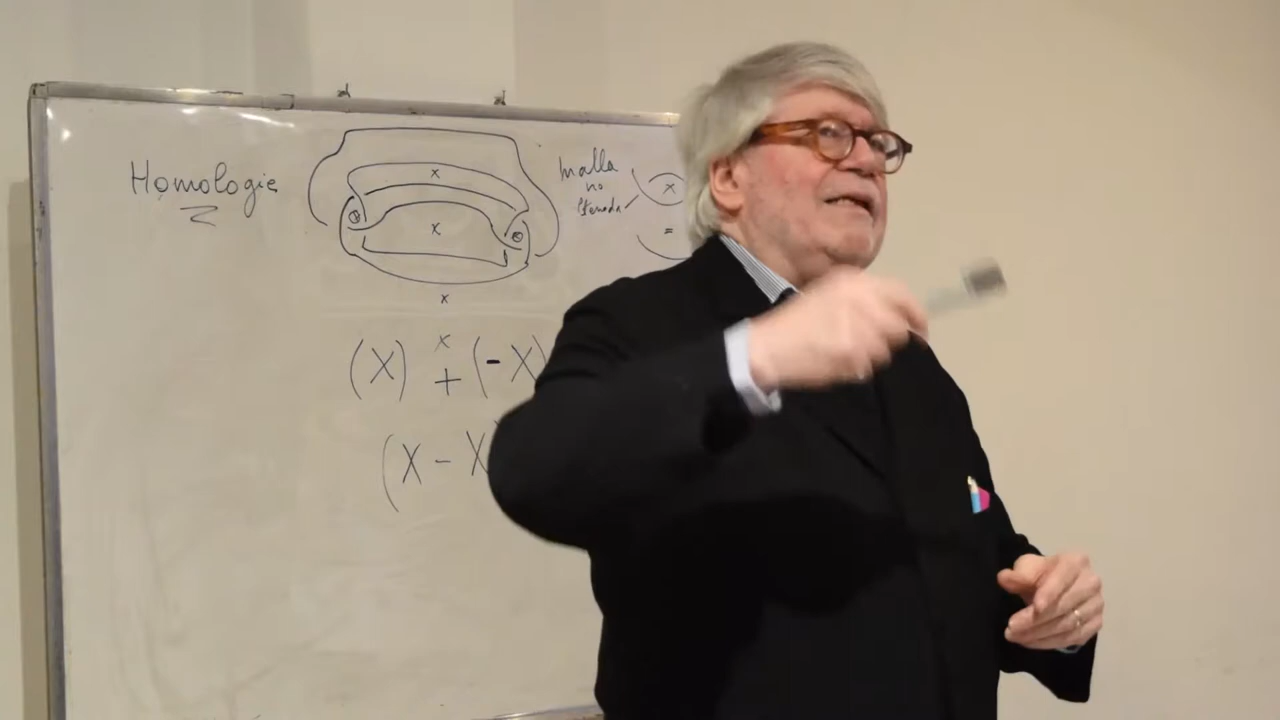 Homologie
x
x
x
x
malla
no
x
=
(X) + (-X)
(X - X